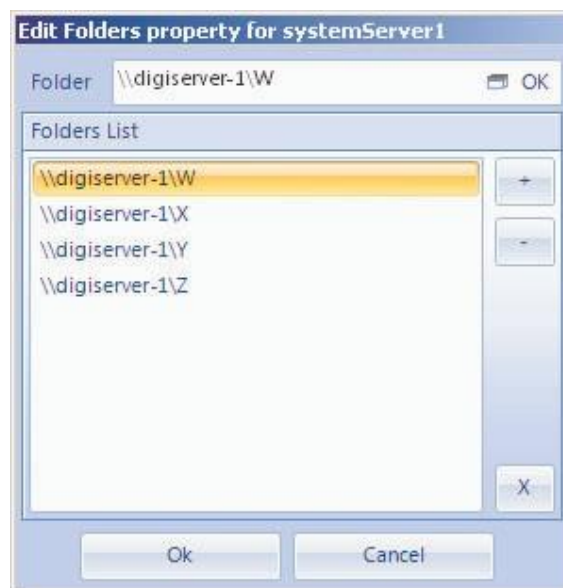 Edit Folders property for systemServer1
Folder \\digiserver-1\W OK
Folders List
\\digiserver-1\W
+
\\digiserver-1\X
-
\\digiserver-1\Y
\\digiserver-1\Z
X
Ok Cancel